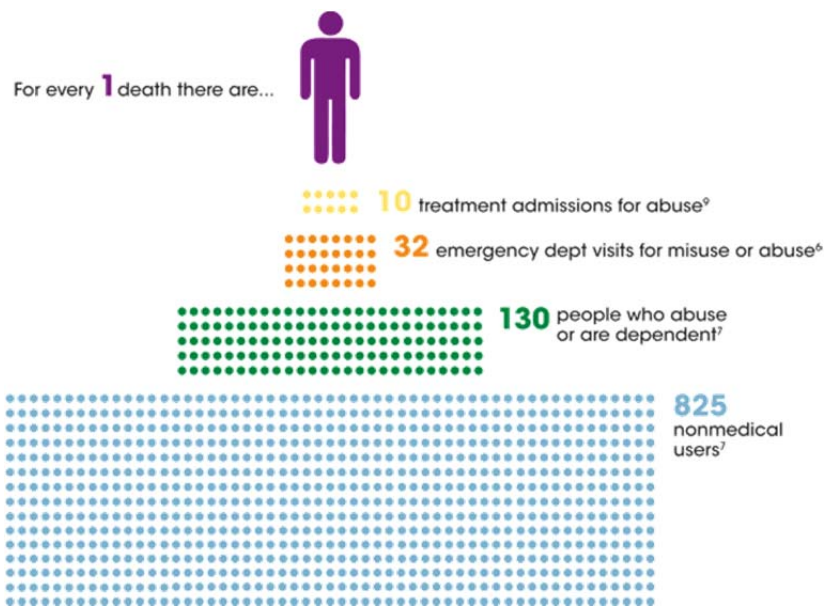 For every 1 death there are...
10 treatment admissions for abuse⁹
32 emergency dept visits for misuse or abuse⁶
130 people who abuse
or are dependent⁷
825
nonmedical
users⁷